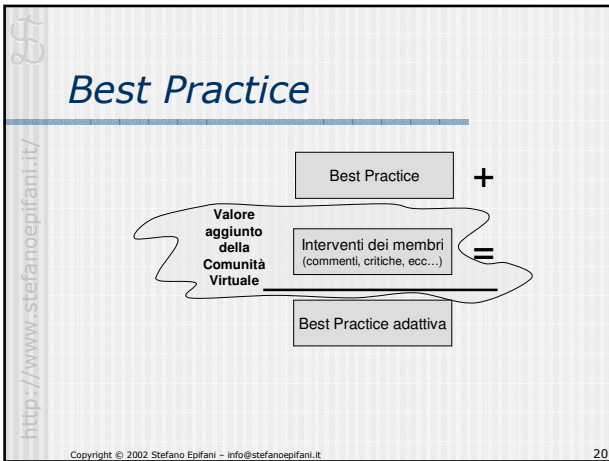 Best Practice
http://www.stefanoepifani.it/
Best Practice +
Valore
aggiunto
della
Comunità
Virtuale
Interventi dei membri =
(commenti, critiche, ecc...)
Best Practice adattiva
Copyright © 2002 Stefano Epifani – info@stefanoepifani.it 20